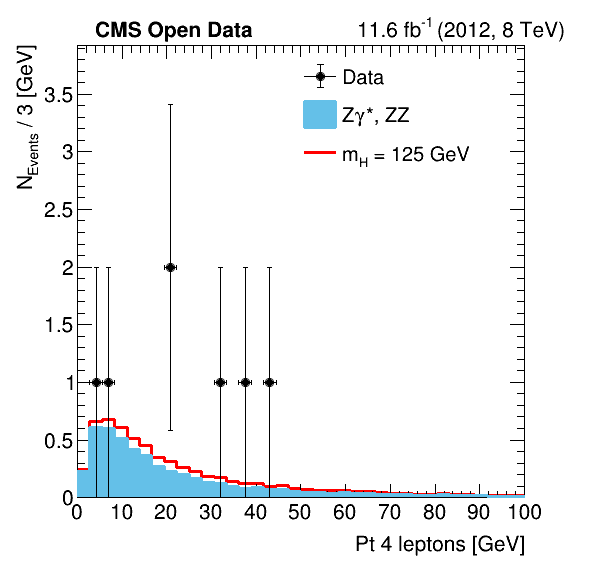 CMS Open Data 11.6 fb⁻¹ (2012, 8 TeV)
N_Events / 3 [GeV]
Data
Zγ*, ZZ
m_H = 125 GeV
3.5
3
2.5
2
1.5
1
0.5
0
0 10 20 30 40 50 60 70 80 90 100
Pt 4 leptons [GeV]